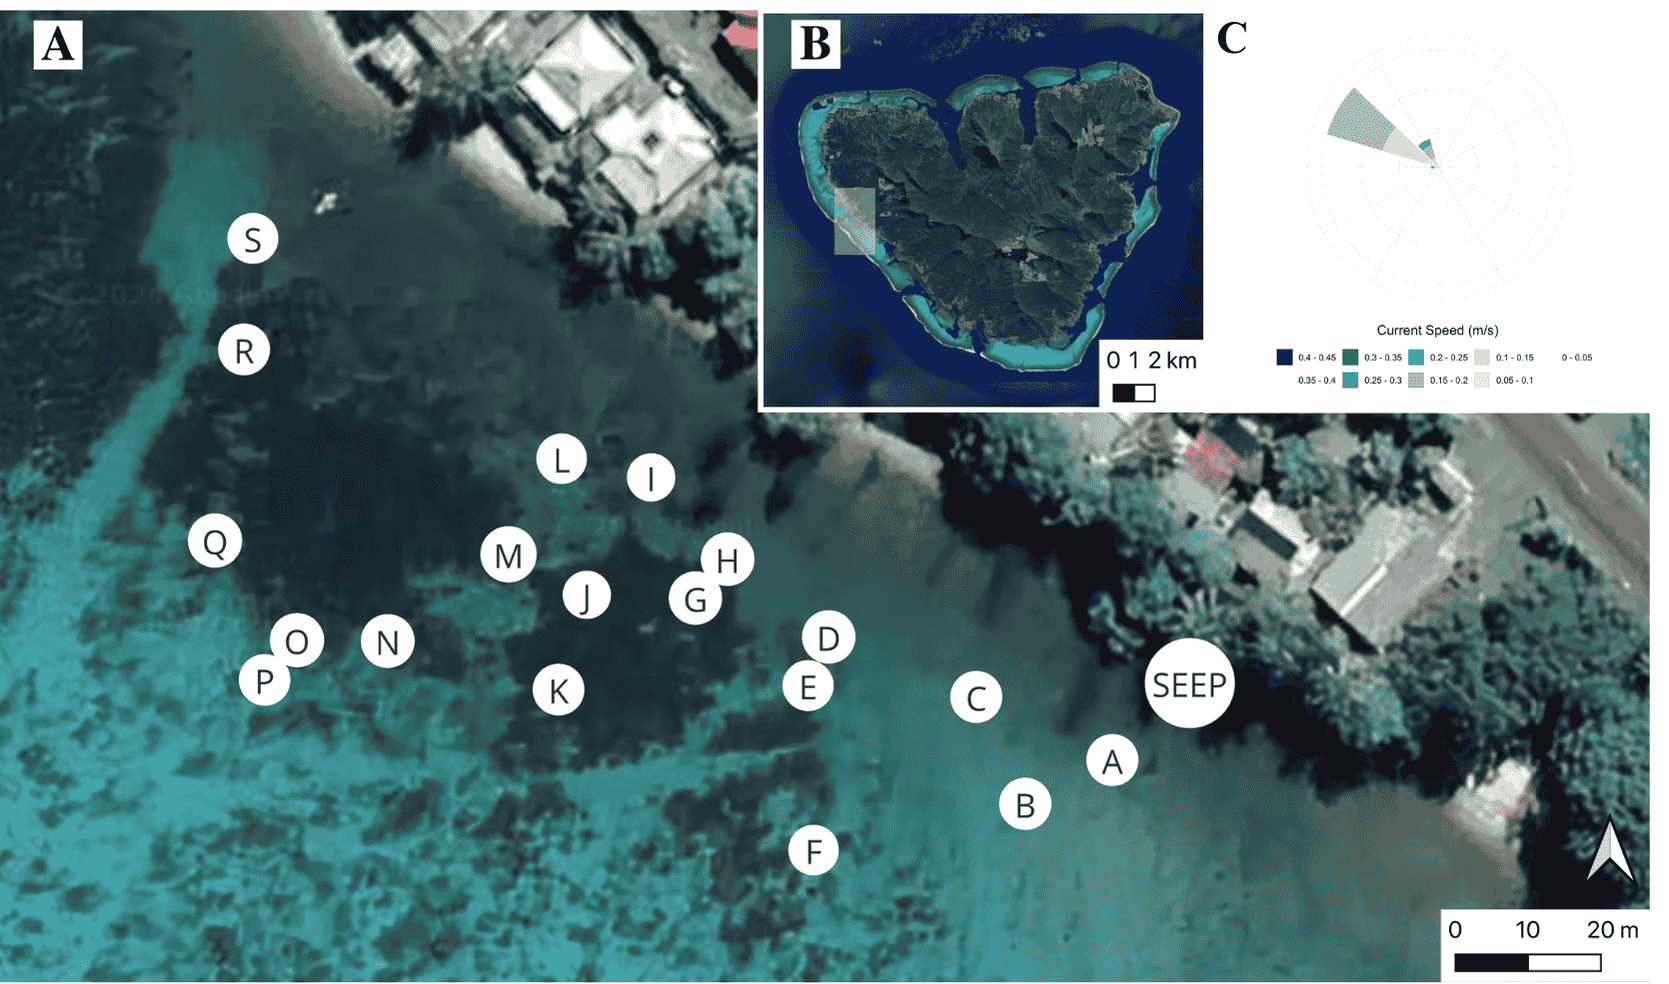 A
B
C
0 1 2 km
Current Speed (m/s)
0.4 - 0.45 0.3 - 0.35 0.2 - 0.25 0.1 - 0.15 0 - 0.05
0.35 - 0.4 0.25 - 0.3 0.15 - 0.2 0.05 - 0.1
S
R
L
I
Q
M
H
J
G
O
N
D
P
K
E
C
SEEP
A
B
F
0 10 20 m